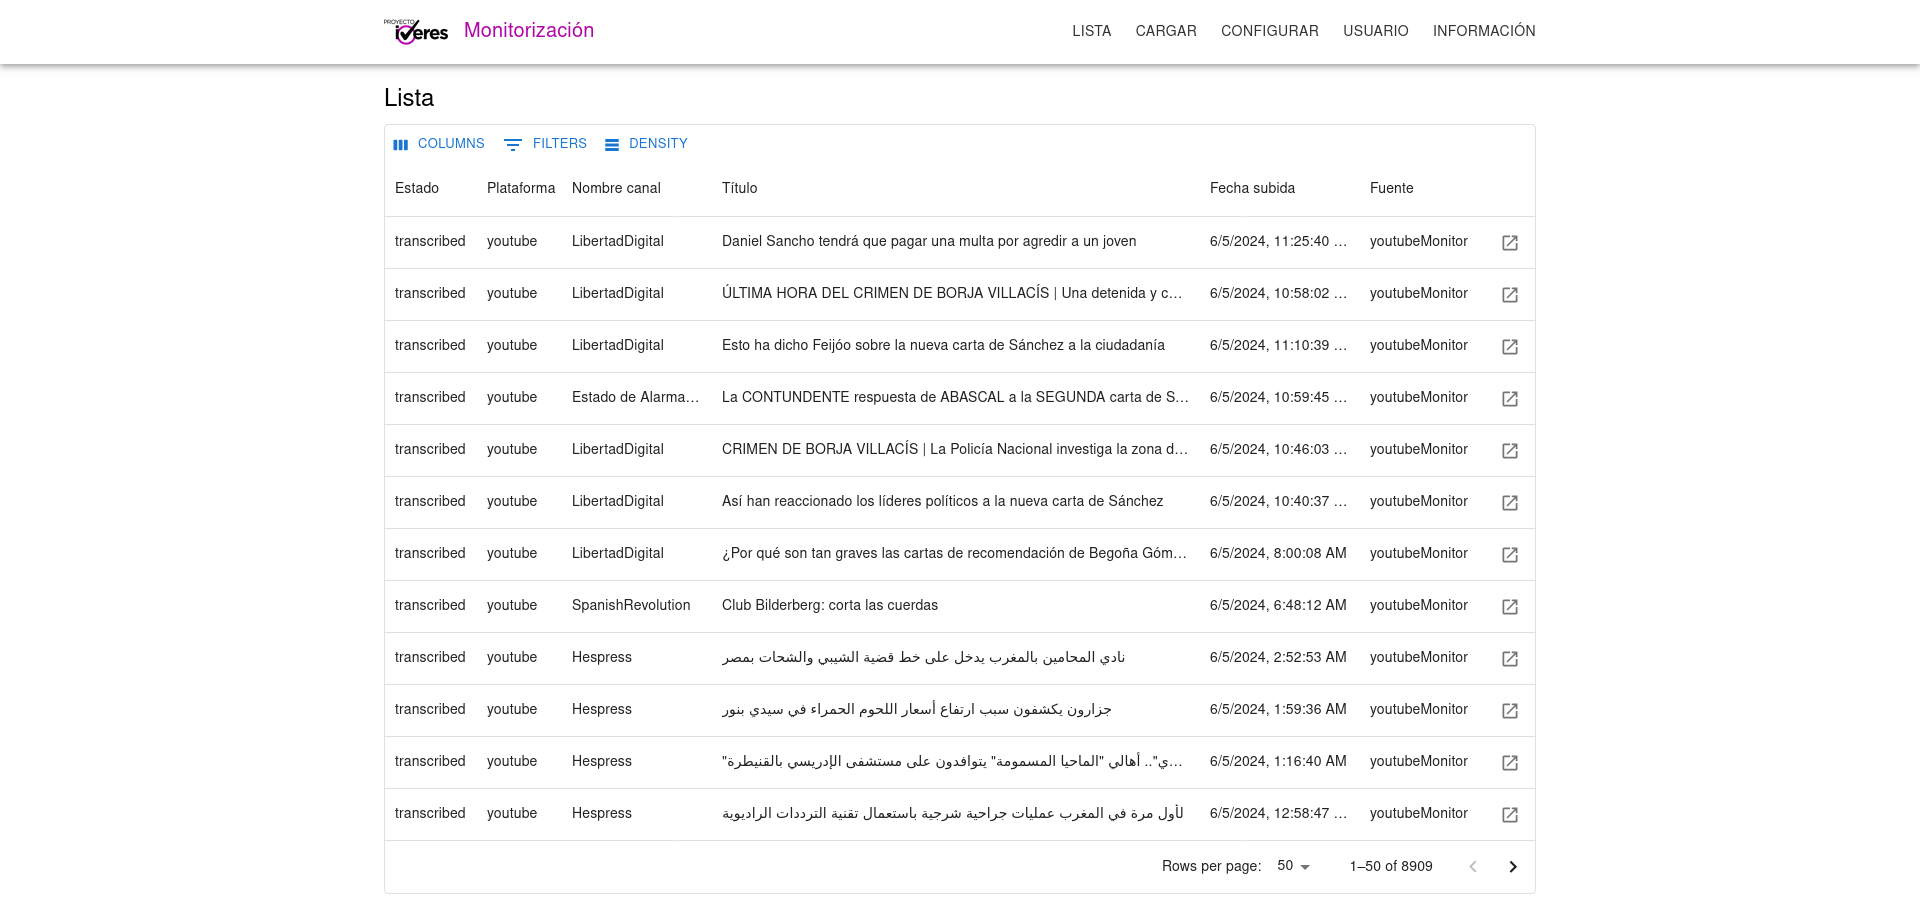 PROYECTO iveres Monitorización LISTA CARGAR CONFIGURAR USUARIO INFORMACIÓN
Lista
COLUMNS FILTERS DENSITY
Estado Plataforma Nombre canal Título Fecha subida Fuente
transcribed youtube LibertadDigital Daniel Sancho tendrá que pagar una multa por agredir a un joven 6/5/2024, 11:25:40 … youtubeMonitor
transcribed youtube LibertadDigital ÚLTIMA HORA DEL CRIMEN DE BORJA VILLACÍS | Una detenida y c… 6/5/2024, 10:58:02 … youtubeMonitor
transcribed youtube LibertadDigital Esto ha dicho Feijóo sobre la nueva carta de Sánchez a la ciudadanía 6/5/2024, 11:10:39 … youtubeMonitor
transcribed youtube Estado de Alarma… La CONTUNDENTE respuesta de ABASCAL a la SEGUNDA carta de S… 6/5/2024, 10:59:45 … youtubeMonitor
transcribed youtube LibertadDigital CRIMEN DE BORJA VILLACÍS | La Policía Nacional investiga la zona d… 6/5/2024, 10:46:03 … youtubeMonitor
transcribed youtube LibertadDigital Así han reaccionado los líderes políticos a la nueva carta de Sánchez 6/5/2024, 10:40:37 … youtubeMonitor
transcribed youtube LibertadDigital ¿Por qué son tan graves las cartas de recomendación de Begoña Góm… 6/5/2024, 8:00:08 AM youtubeMonitor
transcribed youtube SpanishRevolution Club Bilderberg: corta las cuerdas 6/5/2024, 6:48:12 AM youtubeMonitor
transcribed youtube Hespress نادي المحامين بالمغرب يدخل على خط قضية الشيبي والشحات بمصر 6/5/2024, 2:52:53 AM youtubeMonitor
transcribed youtube Hespress جزارون يكشفون سبب ارتفاع أسعار اللحوم الحمراء في سيدي بنور 6/5/2024, 1:59:36 AM youtubeMonitor
transcribed youtube Hespress …ي".. أهالي "الماحيا المسمومة" يتوافدون على مستشفى الإدريسي بالقنيطرة" 6/5/2024, 1:16:40 AM youtubeMonitor
transcribed youtube Hespress لأول مرة في المغرب عمليات جراحية شرجية باستعمال تقنية الترددات الراديوية 6/5/2024, 12:58:47 … youtubeMonitor
Rows per page: 50 1–50 of 8909